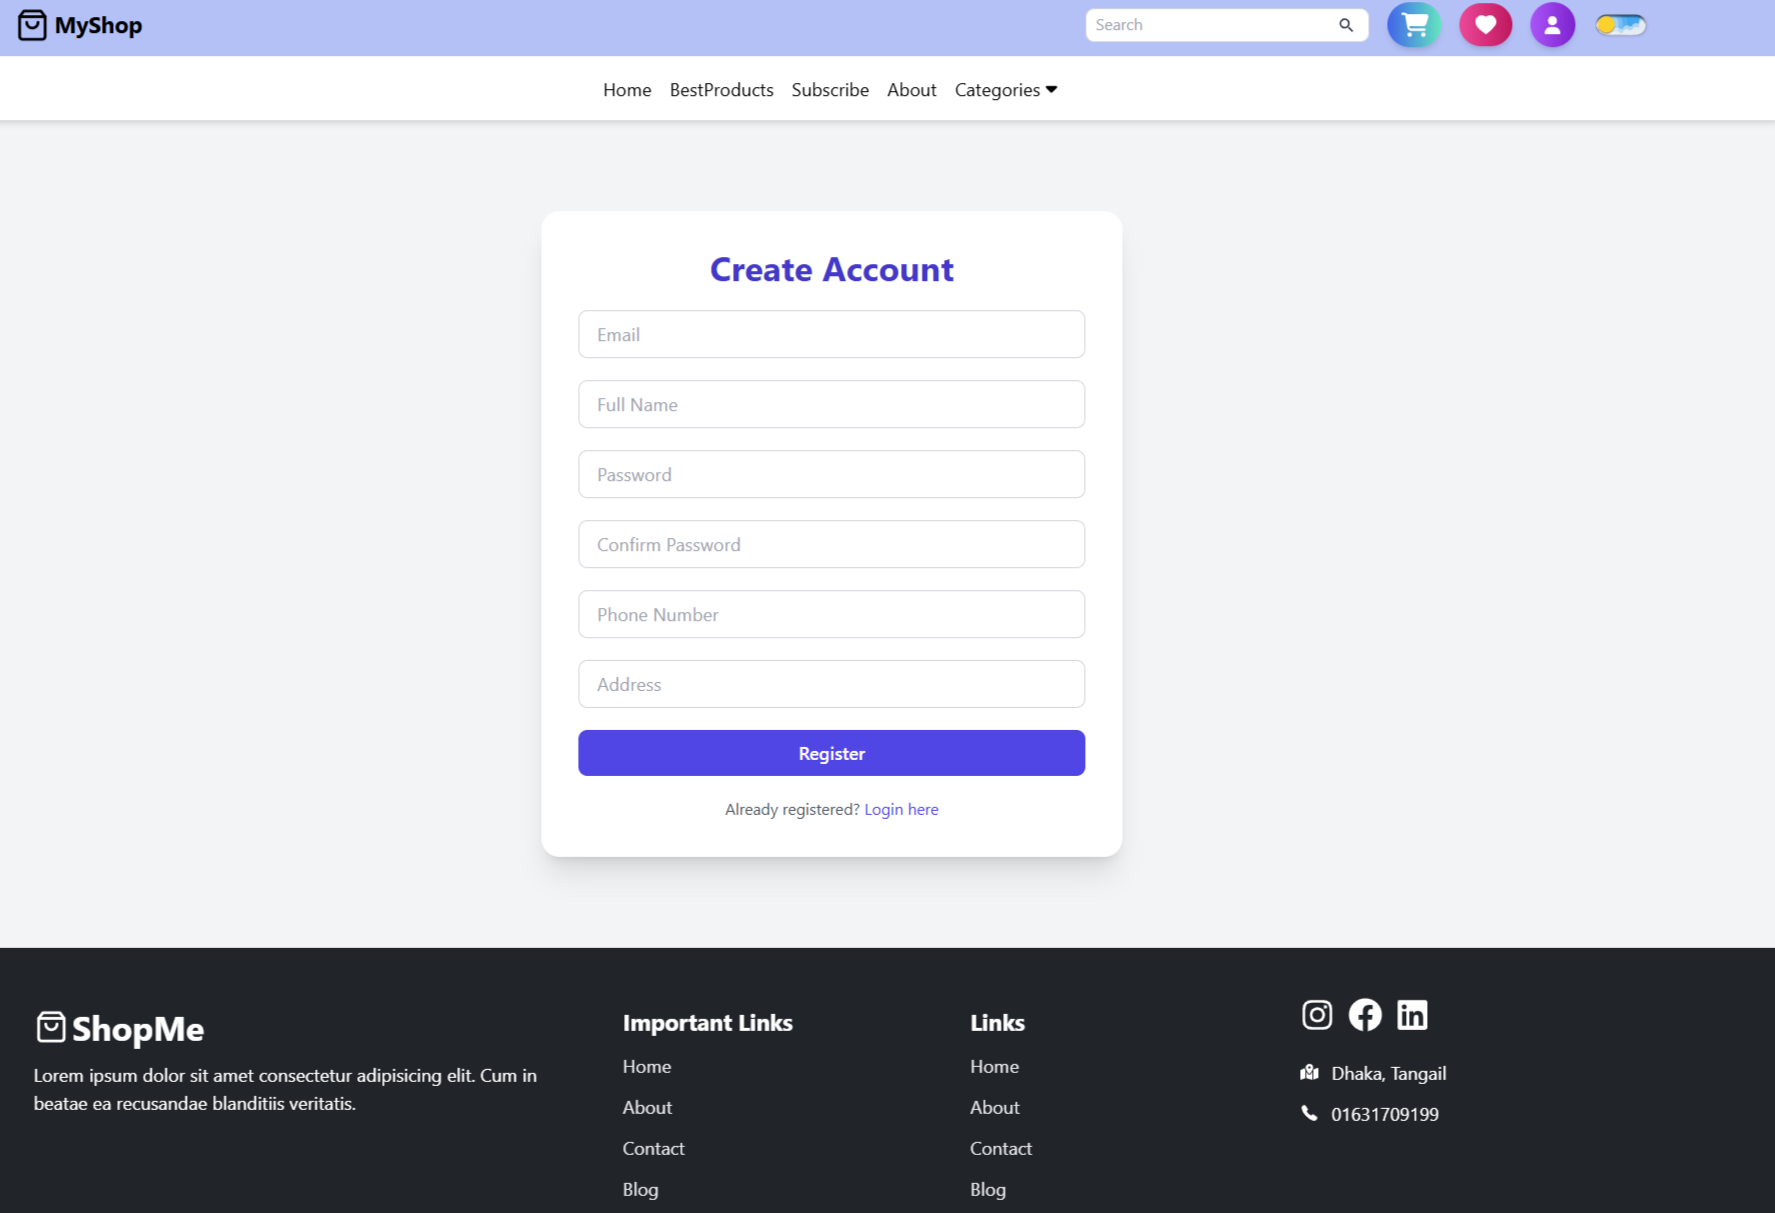 MyShop
Search
Home BestProducts Subscribe About Categories
Create Account
Email
Full Name
Password
Confirm Password
Phone Number
Address
Register
Already registered? Login here
ShopMe
Lorem ipsum dolor sit amet consectetur adipisicing elit. Cum in
beatae ea recusandae blanditiis veritatis.
Important Links
Home
About
Contact
Blog
Links
Home
About
Contact
Blog
Dhaka, Tangail
01631709199